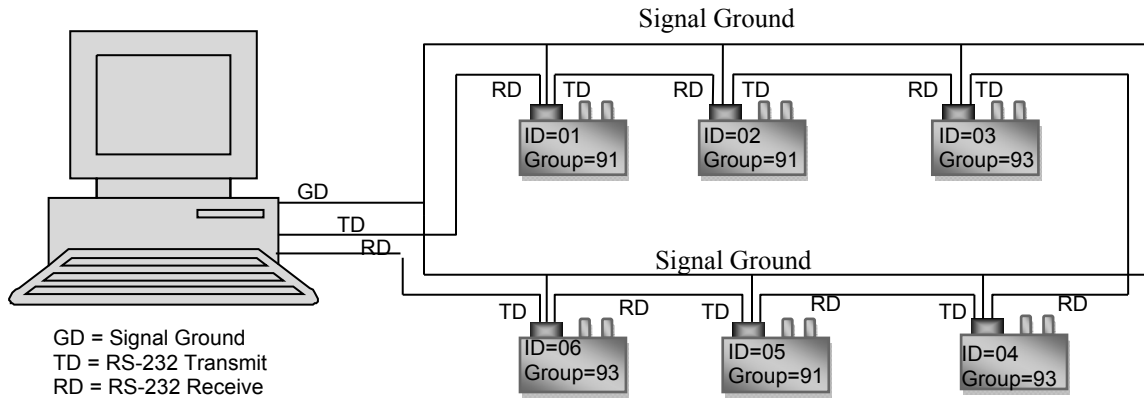 Signal Ground
RD TD RD TD RD TD
ID=01
Group=91
ID=02
Group=91
ID=03
Group=93
GD
TD
RD
Signal Ground
TD RD TD RD TD RD
ID=06
Group=93
ID=05
Group=91
ID=04
Group=93
GD = Signal Ground
TD = RS-232 Transmit
RD = RS-232 Receive